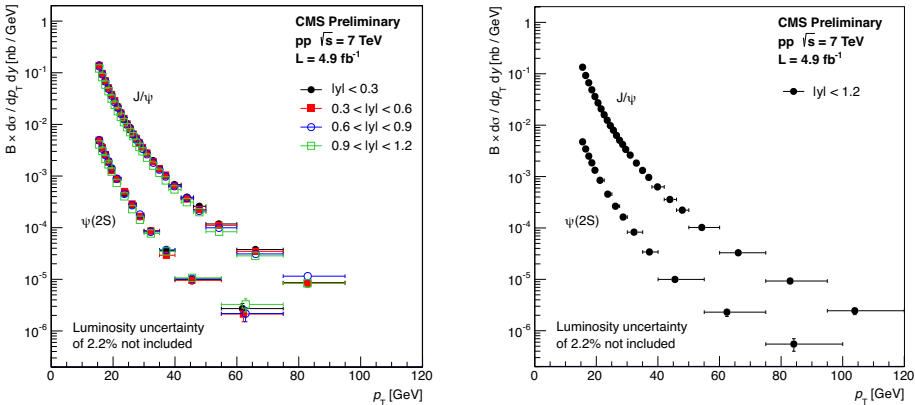 B × dσ / dp_T dy [nb / GeV]
1
10⁻¹
10⁻²
10⁻³
10⁻⁴
10⁻⁵
10⁻⁶
CMS Preliminary
pp √s = 7 TeV
L = 4.9 fb⁻¹
|y| < 0.3
0.3 < |y| < 0.6
0.6 < |y| < 0.9
0.9 < |y| < 1.2
J/ψ
ψ(2S)
Luminosity uncertainty
of 2.2% not included
0 20 40 60 80 100 120
p_T [GeV]
B × dσ / dp_T dy [nb / GeV]
1
10⁻¹
10⁻²
10⁻³
10⁻⁴
10⁻⁵
10⁻⁶
CMS Preliminary
pp √s = 7 TeV
L = 4.9 fb⁻¹
|y| < 1.2
J/ψ
ψ(2S)
Luminosity uncertainty
of 2.2% not included
0 20 40 60 80 100 120
p_T [GeV]